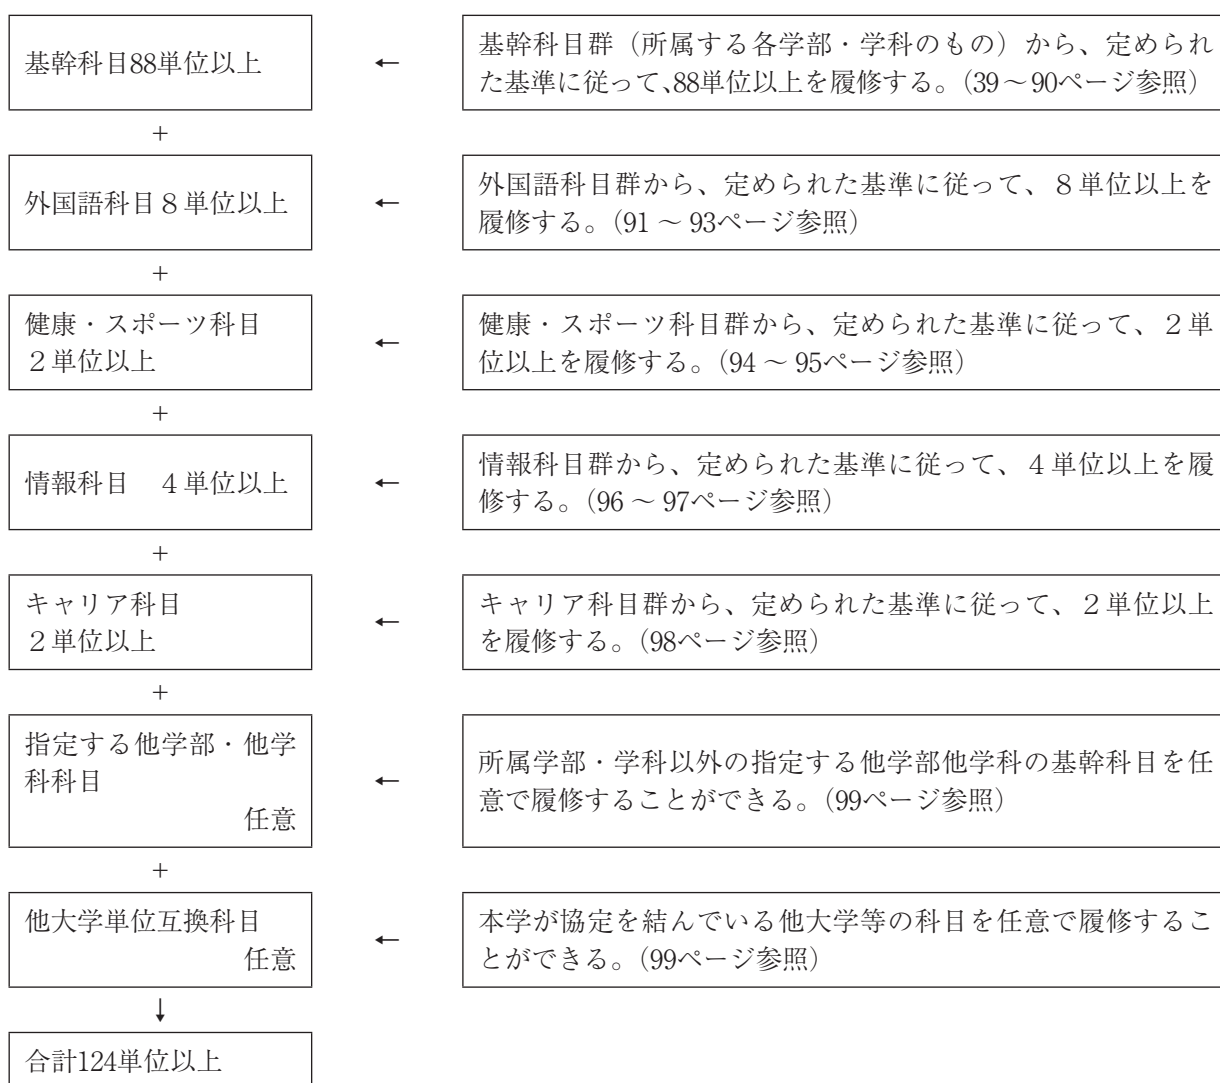 基幹科目88単位以上
←
基幹科目群（所属する各学部・学科のもの）から、定められ
た基準に従って、88単位以上を履修する。（39～90ページ参照）
+
外国語科目８単位以上
←
外国語科目群から、定められた基準に従って、８単位以上を
履修する。（91 ～ 93ページ参照）
+
健康・スポーツ科目
２単位以上
←
健康・スポーツ科目群から、定められた基準に従って、２単
位以上を履修する。（94 ～ 95ページ参照）
+
情報科目　４単位以上
←
情報科目群から、定められた基準に従って、４単位以上を履
修する。（96 ～ 97ページ参照）
+
キャリア科目
２単位以上
←
キャリア科目群から、定められた基準に従って、２単位以上
を履修する。（98ページ参照）
+
指定する他学部・他学
科科目
任意
←
所属学部・学科以外の指定する他学部他学科の基幹科目を任
意で履修することができる。（99ページ参照）
+
他大学単位互換科目
任意
←
本学が協定を結んでいる他大学等の科目を任意で履修するこ
とができる。（99ページ参照）
↓
合計124単位以上